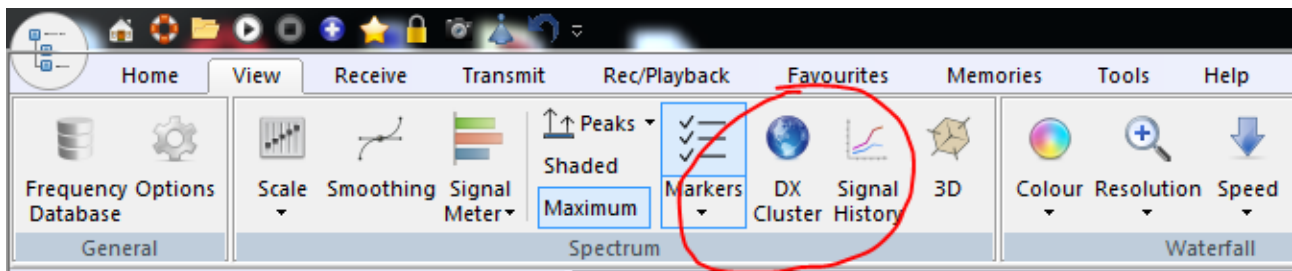 Home View Receive Transmit Rec/Playback Favourites Memories Tools Help
Peaks
Shaded
Maximum
Frequency Database
Options
Scale
Smoothing
Signal Meter
Markers
DX Cluster
Signal History
3D
Colour
Resolution
Speed
General
Spectrum
Waterfall